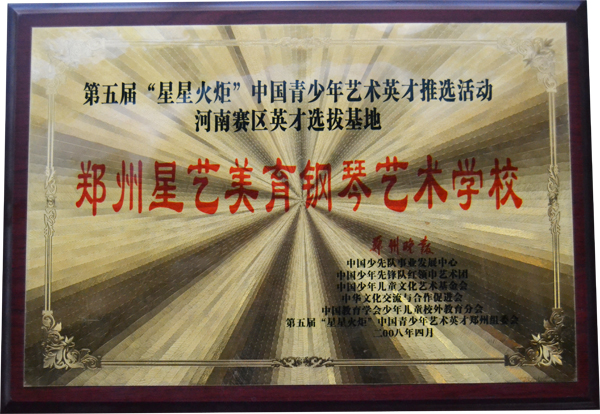 第五届“星星火炬”中国青少年艺术英才推选活动
河南赛区英才选拔基地
郑州星艺美育钢琴艺术学校
郑州晚报
中国少先队事业发展中心
中国少年先锋队红领巾艺术团
中国少年儿童文化艺术基金会
中华文化交流与合作促进会
中国教育学会少年儿童校外教育分会
第五届“星星火炬”中国青少年艺术英才郑州组委会
二00八年四月